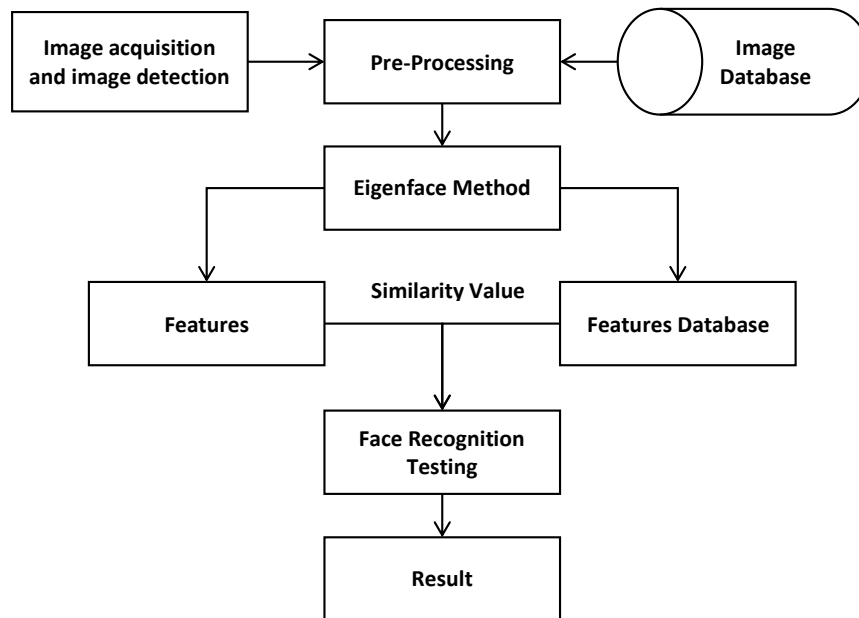 Image acquisition
and image detection
Pre-Processing
Image
Database
Eigenface Method
Similarity Value
Features
Features Database
Face Recognition
Testing
Result